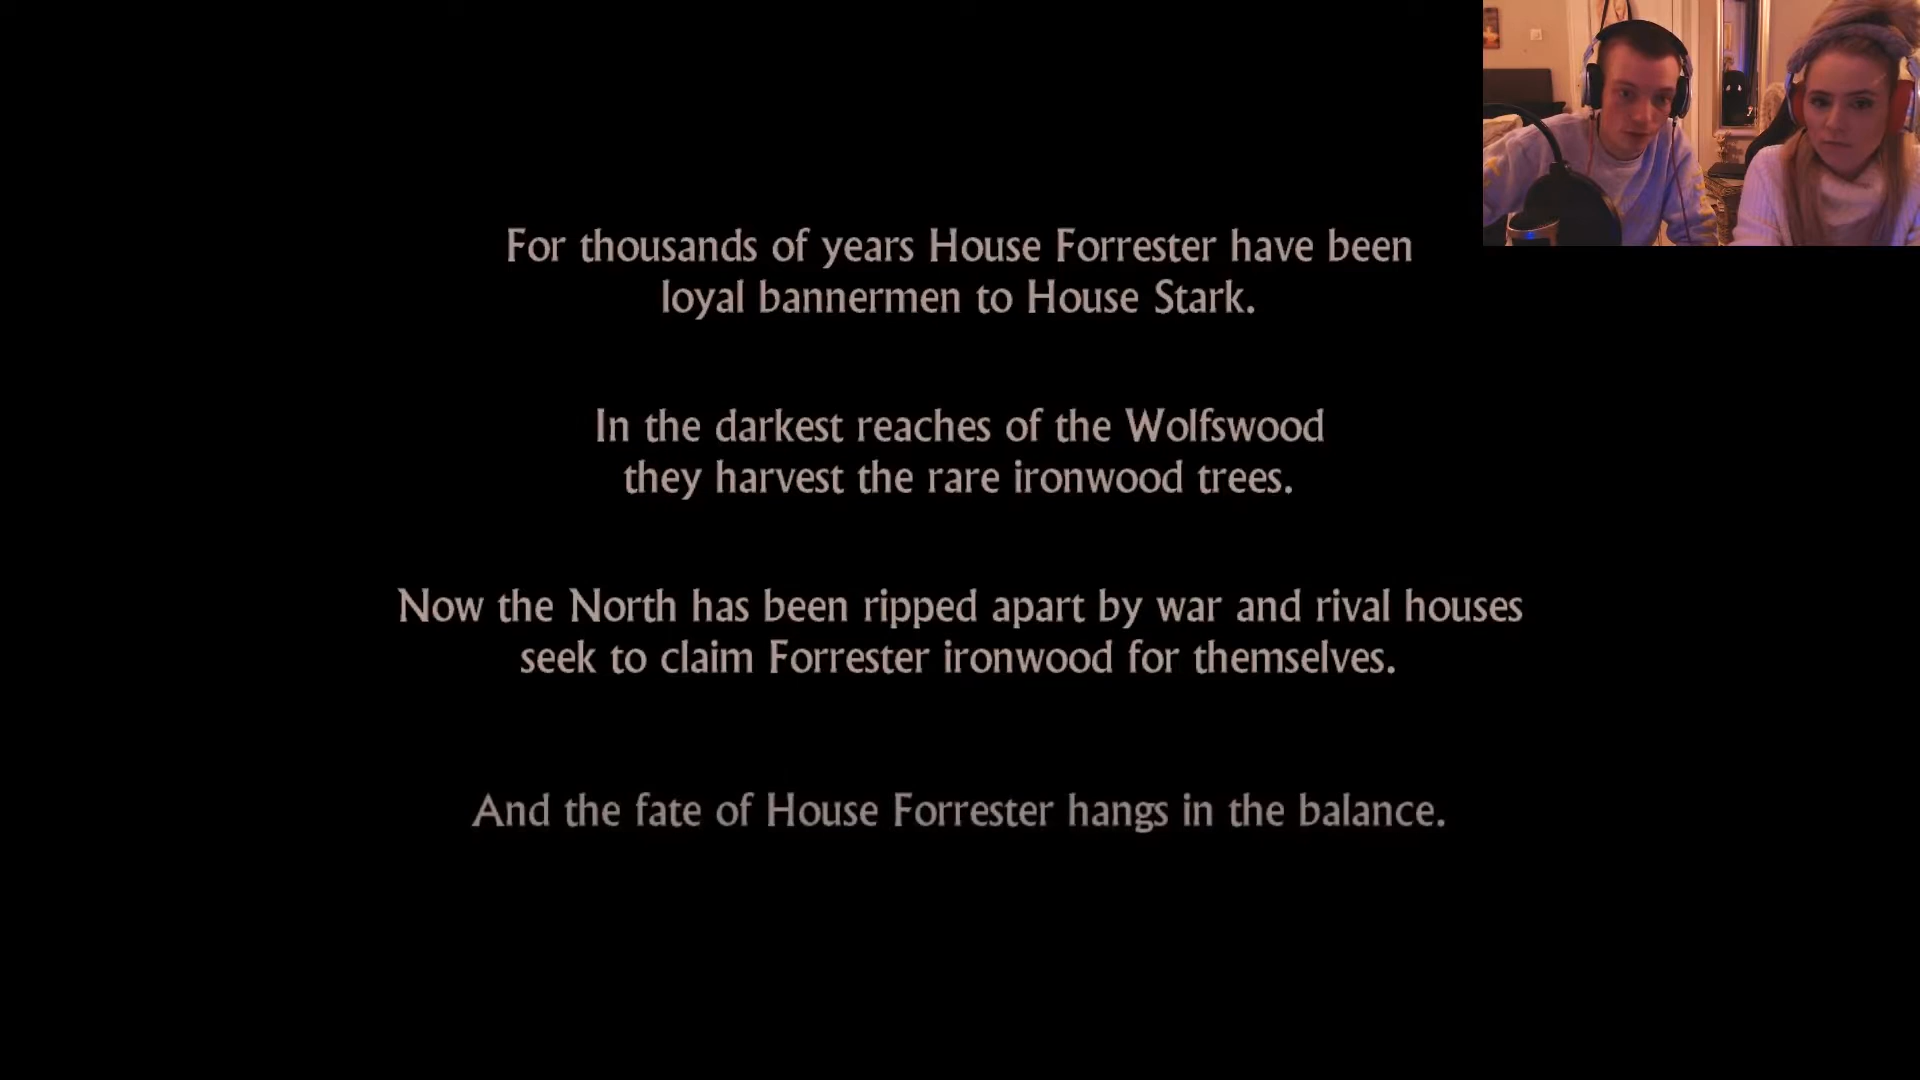 For thousands of years House Forrester have been
loyal bannermen to House Stark.
In the darkest reaches of the Wolfswood
they harvest the rare ironwood trees.
Now the North has been ripped apart by war and rival houses
seek to claim Forrester ironwood for themselves.
And the fate of House Forrester hangs in the balance.